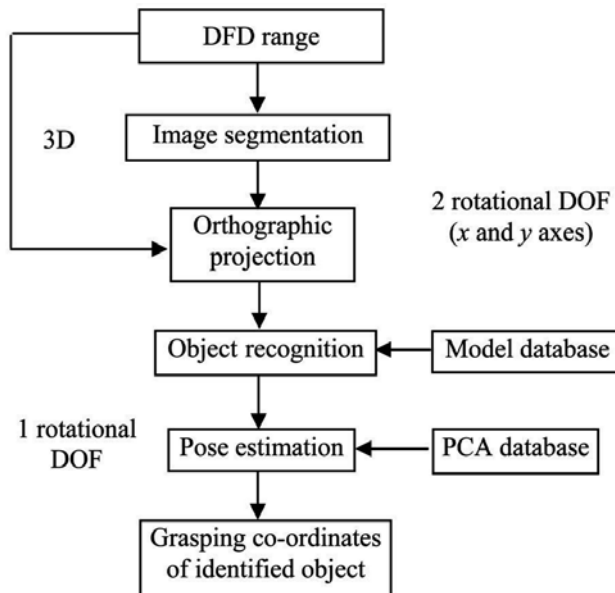 DFD range
Image segmentation
3D
2 rotational DOF
(x and y axes)
Orthographic
projection
Object recognition
Model database
1 rotational
DOF
Pose estimation
PCA database
Grasping co-ordinates
of identified object